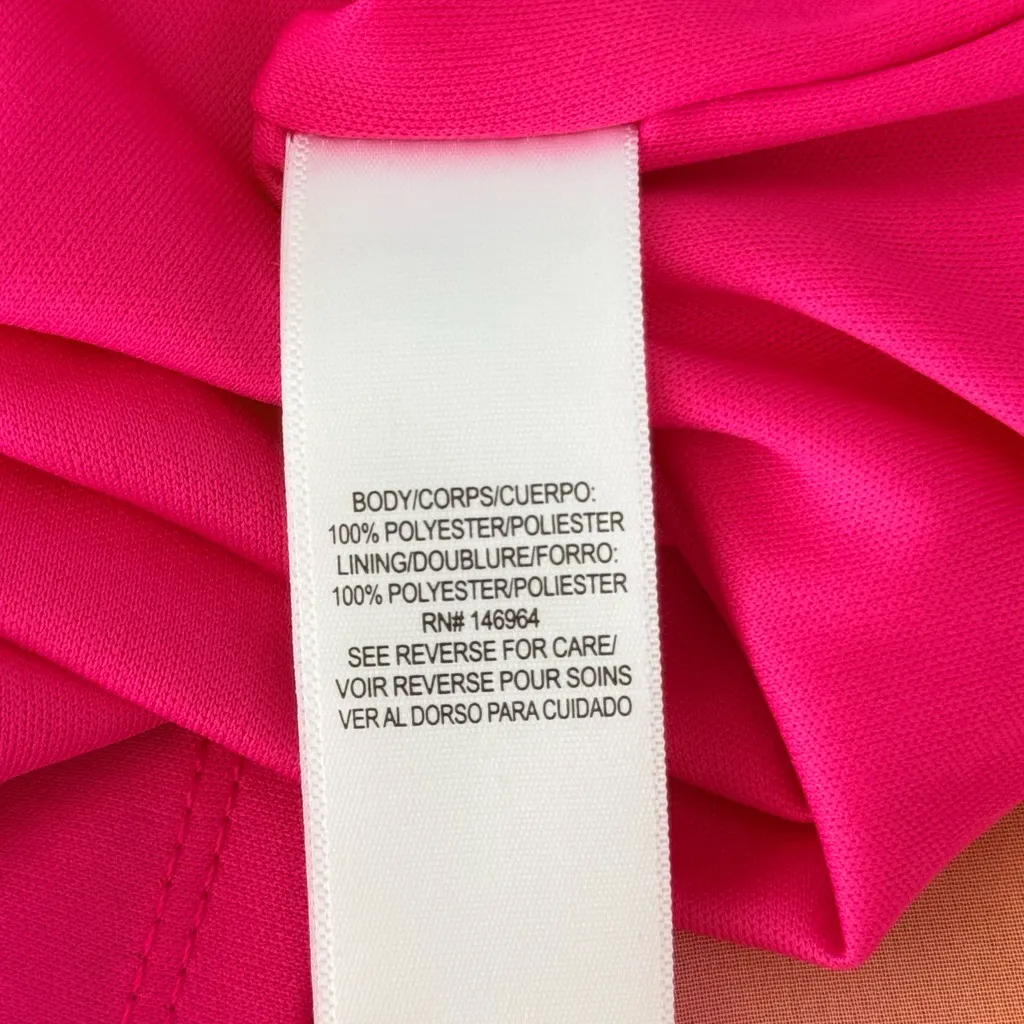 BODY/CORPS/CUERPO:
100% POLYESTER/POLIESTER
LINING/DOUBLURE/FORRO:
100% POLYESTER/POLIESTER
RN# 146964
SEE REVERSE FOR CARE/
VOIR REVERSE POUR SOINS
VER AL DORSO PARA CUIDADO